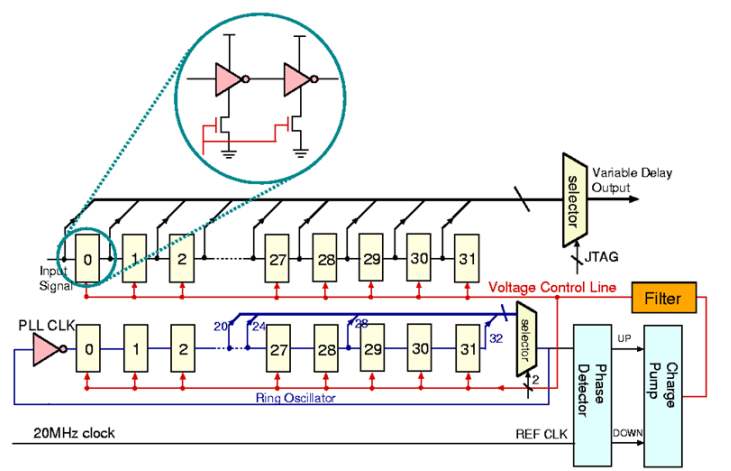 selector
Variable Delay
Output
JTAG
0
1
2
27
28
29
30
31
Input
Signal
Voltage Control Line
Filter
PLL CLK
20
24
28
32
selector
0
1
2
27
28
29
30
31
2
Ring Oscillator
Phase
Detector
UP
DOWN
Charge
Pump
20MHz clock
REF CLK